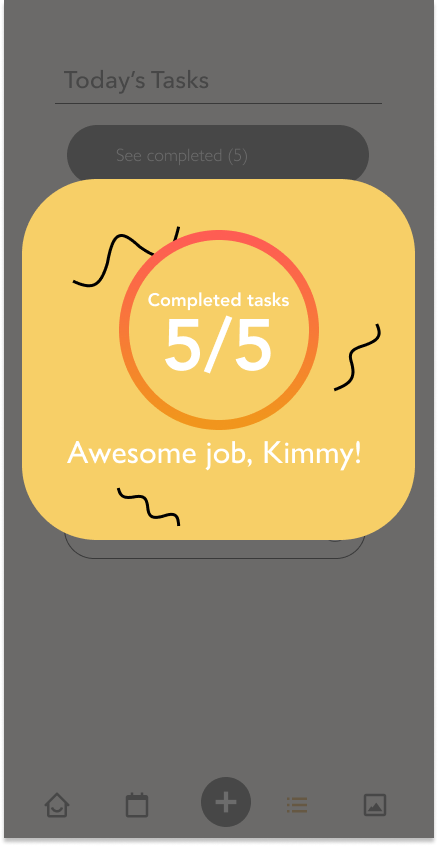 Today’s Tasks
See completed (5)
Completed tasks
5/5
Awesome job, Kimmy!